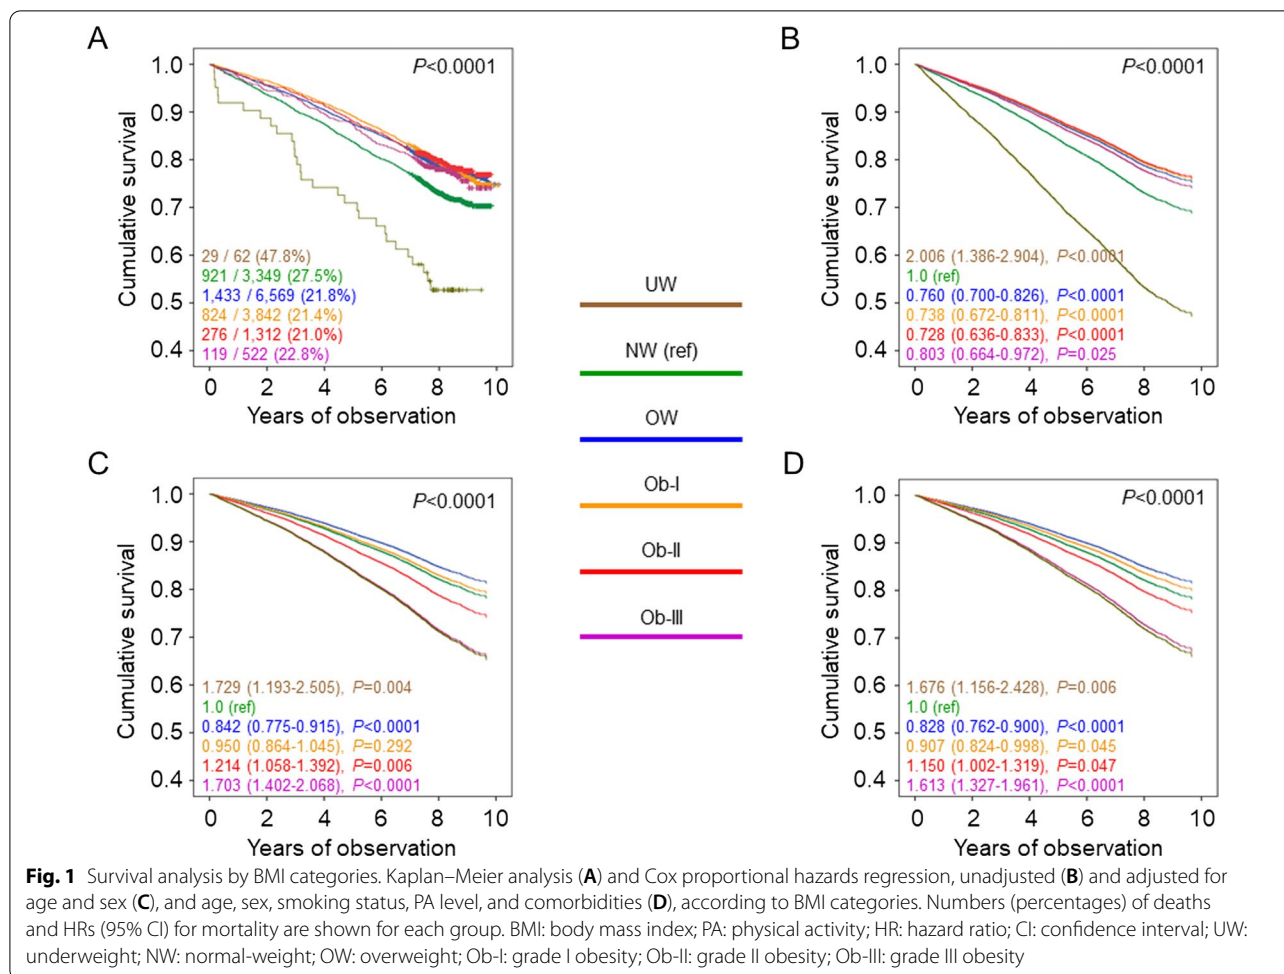 A
B
P<0.0001
P<0.0001
1.0
0.9
0.8
0.7
0.6
0.5
0.4
Cumulative survival
29 / 62 (47.8%)
921 / 3,349 (27.5%)
1,433 / 6,569 (21.8%)
824 / 3,842 (21.4%)
276 / 1,312 (21.0%)
119 / 522 (22.8%)
0 2 4 6 8 10
Years of observation
UW
NW (ref)
OW
Ob-I
Ob-II
Ob-III
1.0
0.9
0.8
0.7
0.6
0.5
0.4
Cumulative survival
2.006 (1.386-2.904), P<0.0001
1.0 (ref)
0.760 (0.700-0.826), P<0.0001
0.738 (0.672-0.811), P<0.0001
0.728 (0.636-0.833), P<0.0001
0.803 (0.664-0.972), P=0.025
0 2 4 6 8 10
Years of observation
C
D
P<0.0001
P<0.0001
1.0
0.9
0.8
0.7
0.6
0.5
0.4
Cumulative survival
1.729 (1.193-2.505), P=0.004
1.0 (ref)
0.842 (0.775-0.915), P<0.0001
0.950 (0.864-1.045), P=0.292
1.214 (1.058-1.392), P=0.006
1.703 (1.402-2.068), P<0.0001
0 2 4 6 8 10
Years of observation
1.0
0.9
0.8
0.7
0.6
0.5
0.4
Cumulative survival
1.676 (1.156-2.428), P=0.006
1.0 (ref)
0.828 (0.762-0.900), P<0.0001
0.907 (0.824-0.998), P=0.045
1.150 (1.002-1.319), P=0.047
1.613 (1.327-1.961), P<0.0001
0 2 4 6 8 10
Years of observation
Fig. 1 Survival analysis by BMI categories. Kaplan–Meier analysis (A) and Cox proportional hazards regression, unadjusted (B) and adjusted for
age and sex (C), and age, sex, smoking status, PA level, and comorbidities (D), according to BMI categories. Numbers (percentages) of deaths
and HRs (95% CI) for mortality are shown for each group. BMI: body mass index; PA: physical activity; HR: hazard ratio; CI: confidence interval; UW:
underweight; NW: normal-weight; OW: overweight; Ob-I: grade I obesity; Ob-II: grade II obesity; Ob-III: grade III obesity